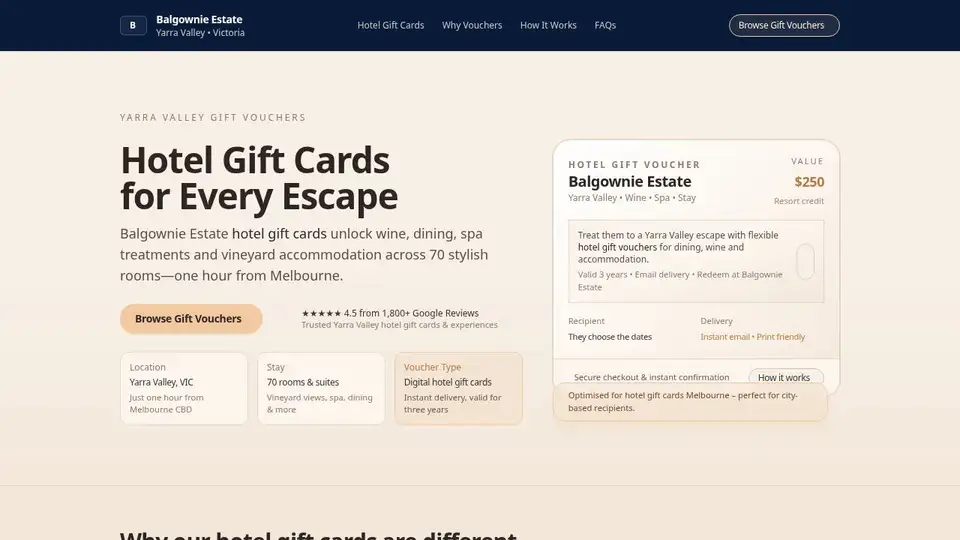 B
Balgownie Estate
Yarra Valley • Victoria
Hotel Gift Cards
Why Vouchers
How It Works
FAQs
Browse Gift Vouchers
YARRA VALLEY GIFT VOUCHERS
Hotel Gift Cards
for Every Escape
Balgownie Estate hotel gift cards unlock wine, dining, spa
treatments and vineyard accommodation across 70 stylish
rooms—one hour from Melbourne.
Browse Gift Vouchers
★★★★★ 4.5 from 1,800+ Google Reviews
Trusted Yarra Valley hotel gift cards & experiences
Location
Yarra Valley, VIC
Just one hour from
Melbourne CBD
Stay
70 rooms & suites
Vineyard views, spa, dining
& more
Voucher Type
Digital hotel gift cards
Instant delivery, valid for
three years
HOTEL GIFT VOUCHER
Balgownie Estate
Yarra Valley • Wine • Spa • Stay
VALUE
$250
Resort credit
Treat them to a Yarra Valley escape with flexible
hotel gift vouchers for dining, wine and
accommodation.
Valid 3 years • Email delivery • Redeem at Balgownie
Estate
Recipient
They choose the dates
Delivery
Instant email • Print friendly
Secure checkout & instant confirmation
How it works
Optimised for hotel gift cards Melbourne – perfect for city-
based recipients.
Why our hotel gift cards are different